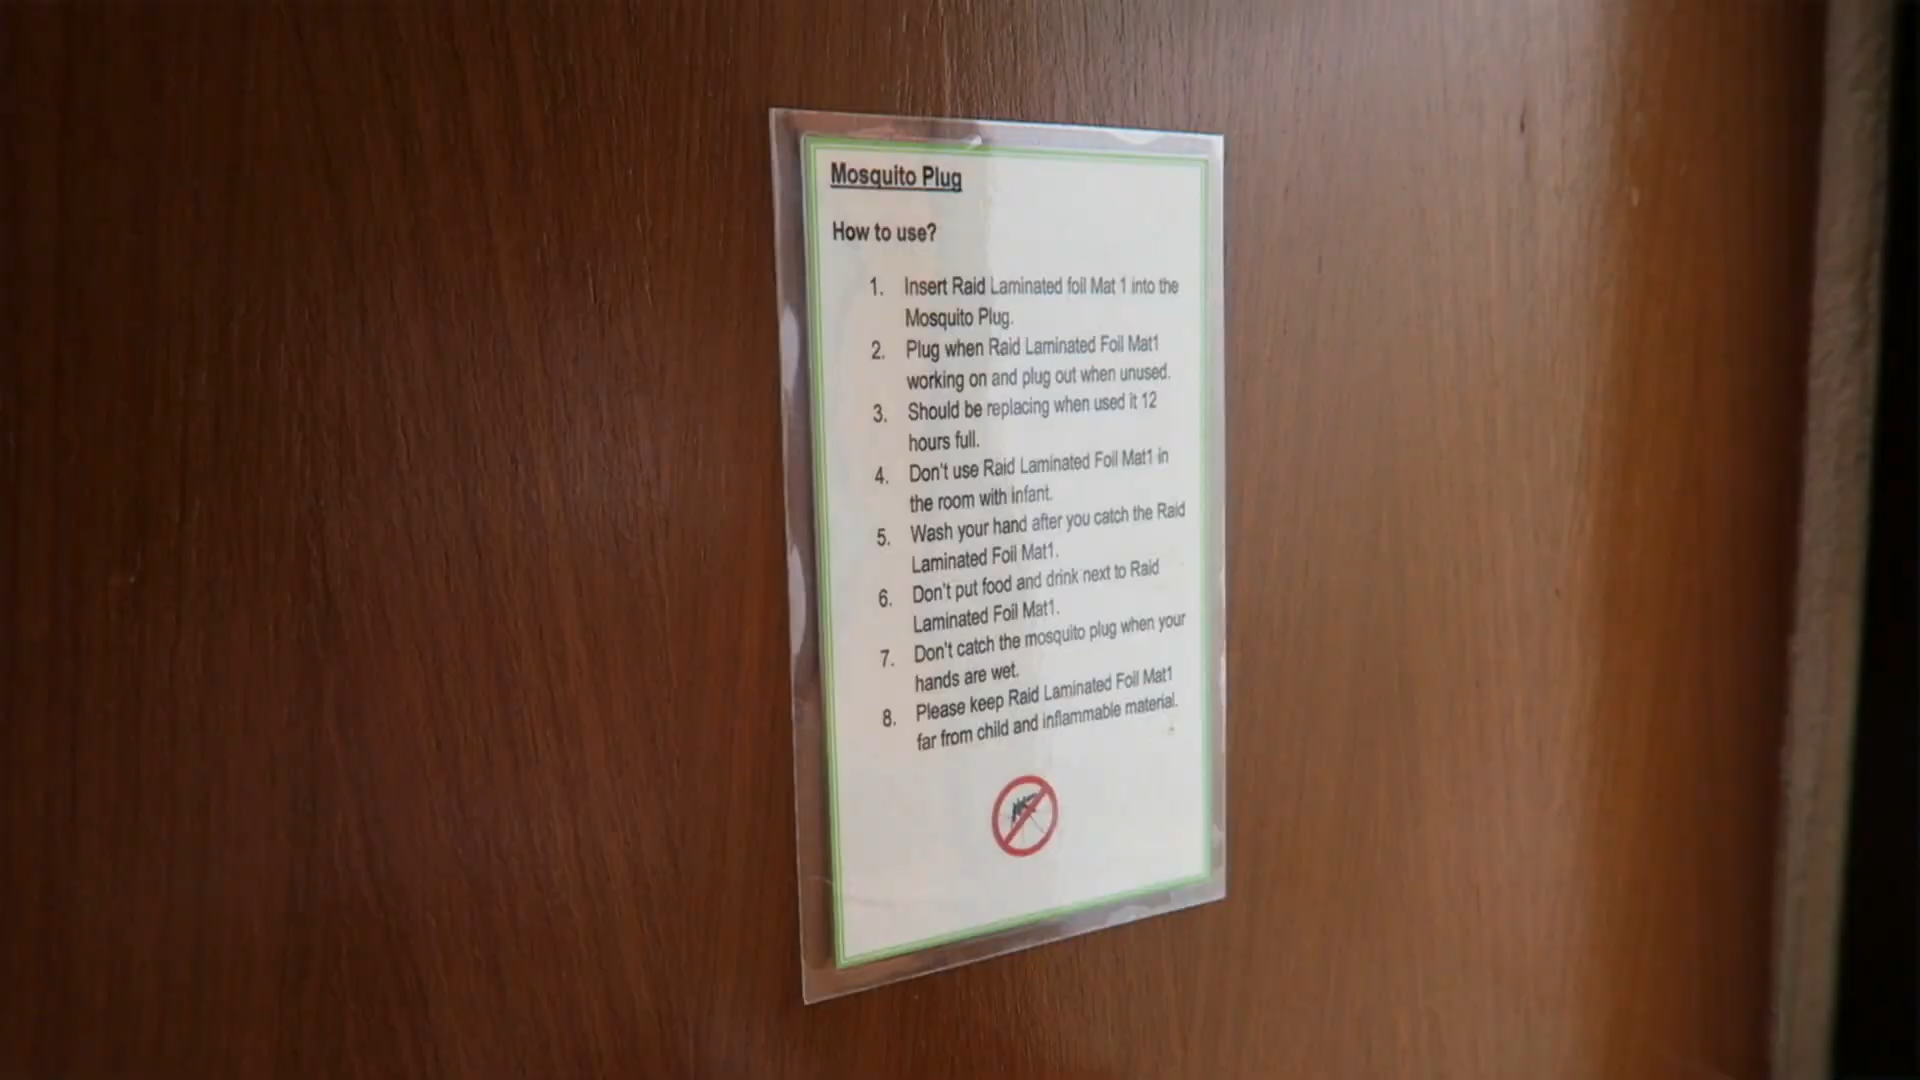 Mosquito Plug
How to use?
1. Insert Raid Laminated foil Mat 1 into the
Mosquito Plug.
2. Plug when Raid Laminated Foil Mat1
working on and plug out when unused.
3. Should be replacing when used it 12
hours full.
4. Don't use Raid Laminated Foil Mat1 in
the room with infant.
5. Wash your hand after you catch the Raid
Laminated Foil Mat1.
6. Don't put food and drink next to Raid
Laminated Foil Mat1.
7. Don't catch the mosquito plug when your
hands are wet.
8. Please keep Raid Laminated Foil Mat1
far from child and inflammable material.